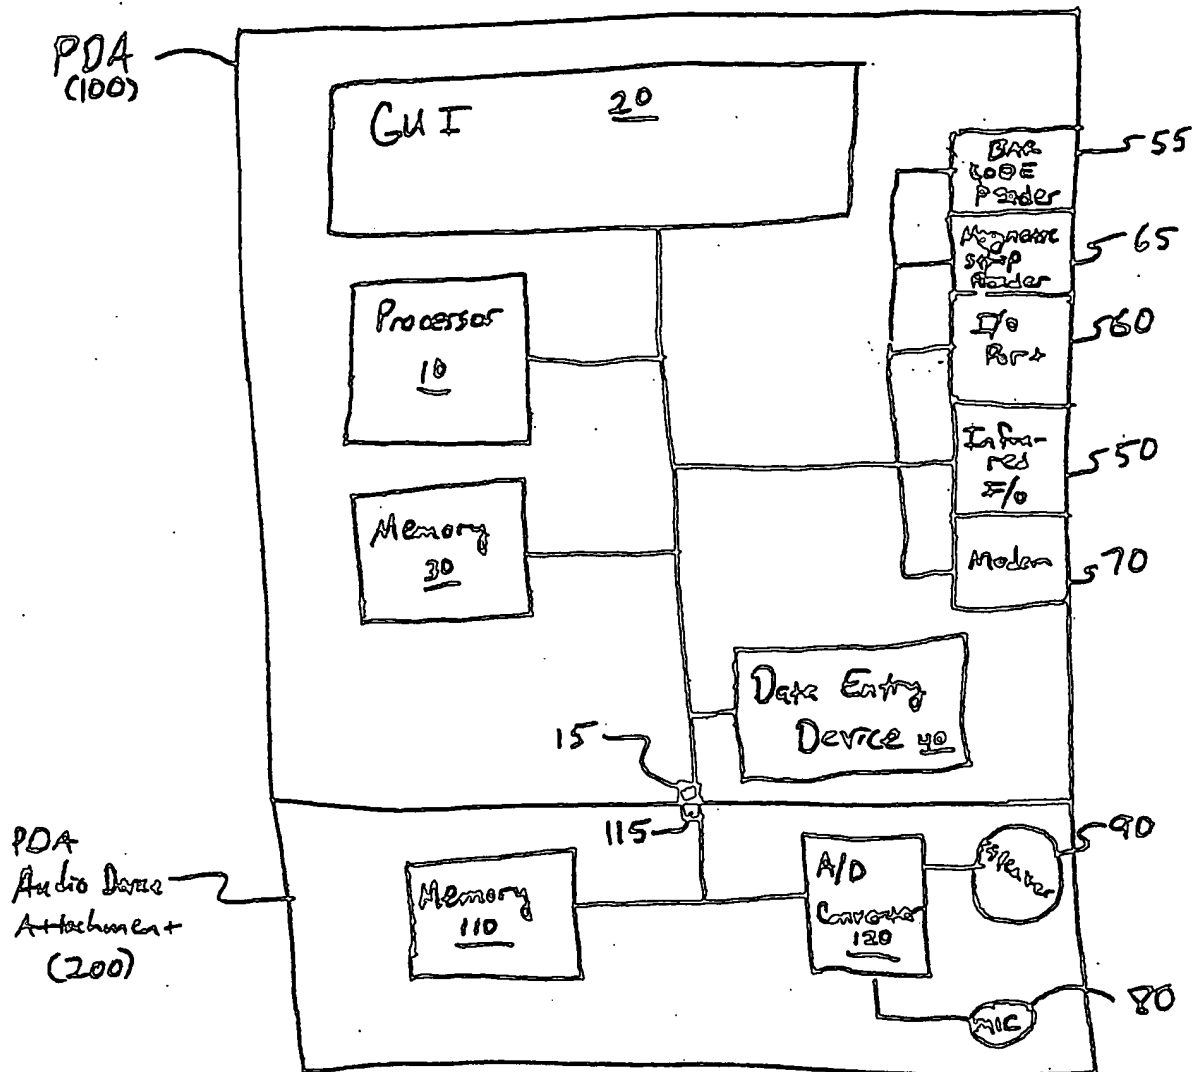 PDA
(100)
GUI 20
BAR
CODE
Reader
55
Magnetic
Strip
Reader
65
I/O
Port
60
Infra-
red
I/O
50
Modem
70
Processor
10
Memory
30
Data Entry
Device 40
15
115
PDA
Audio
Attachment
(200)
Memory
110
A/D
Converter
120
Speaker
90
MIC
80